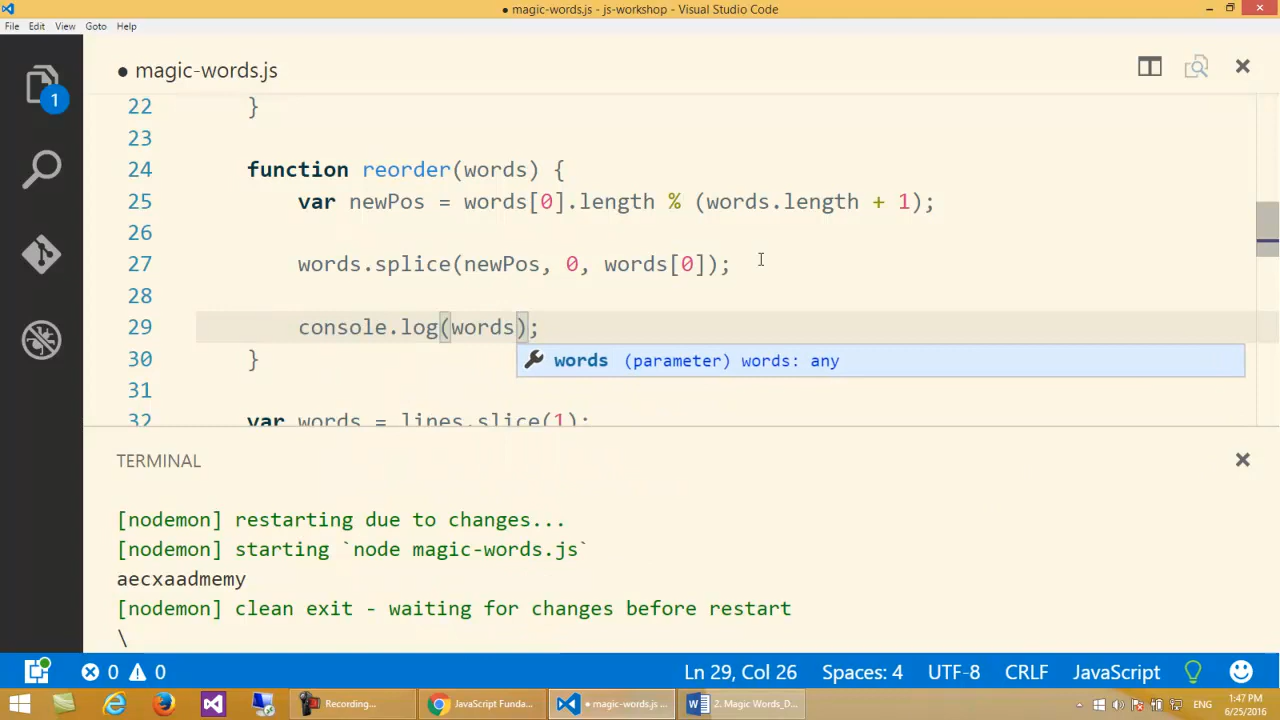 ● magic-words.js - js-workshop - Visual Studio Code
File Edit View Goto Help
● magic-words.js
1
22 }
23
24 function reorder(words) {
25 var newPos = words[0].length % (words.length + 1);
26
27 words.splice(newPos, 0, words[0]);
28
29 console.log(words);
30 }
words (parameter) words: any
31
32 var words = lines.slice(1);
TERMINAL
[nodemon] restarting due to changes...
[nodemon] starting `node magic-words.js`
aecxaadmemy
[nodemon] clean exit - waiting for changes before restart
\
0 0 Ln 29, Col 26 Spaces: 4 UTF-8 CRLF JavaScript
Recording... JavaScript Funda... ● magic-words.js ... 2. Magic Words_D... ENG 1:47 PM
6/25/2016